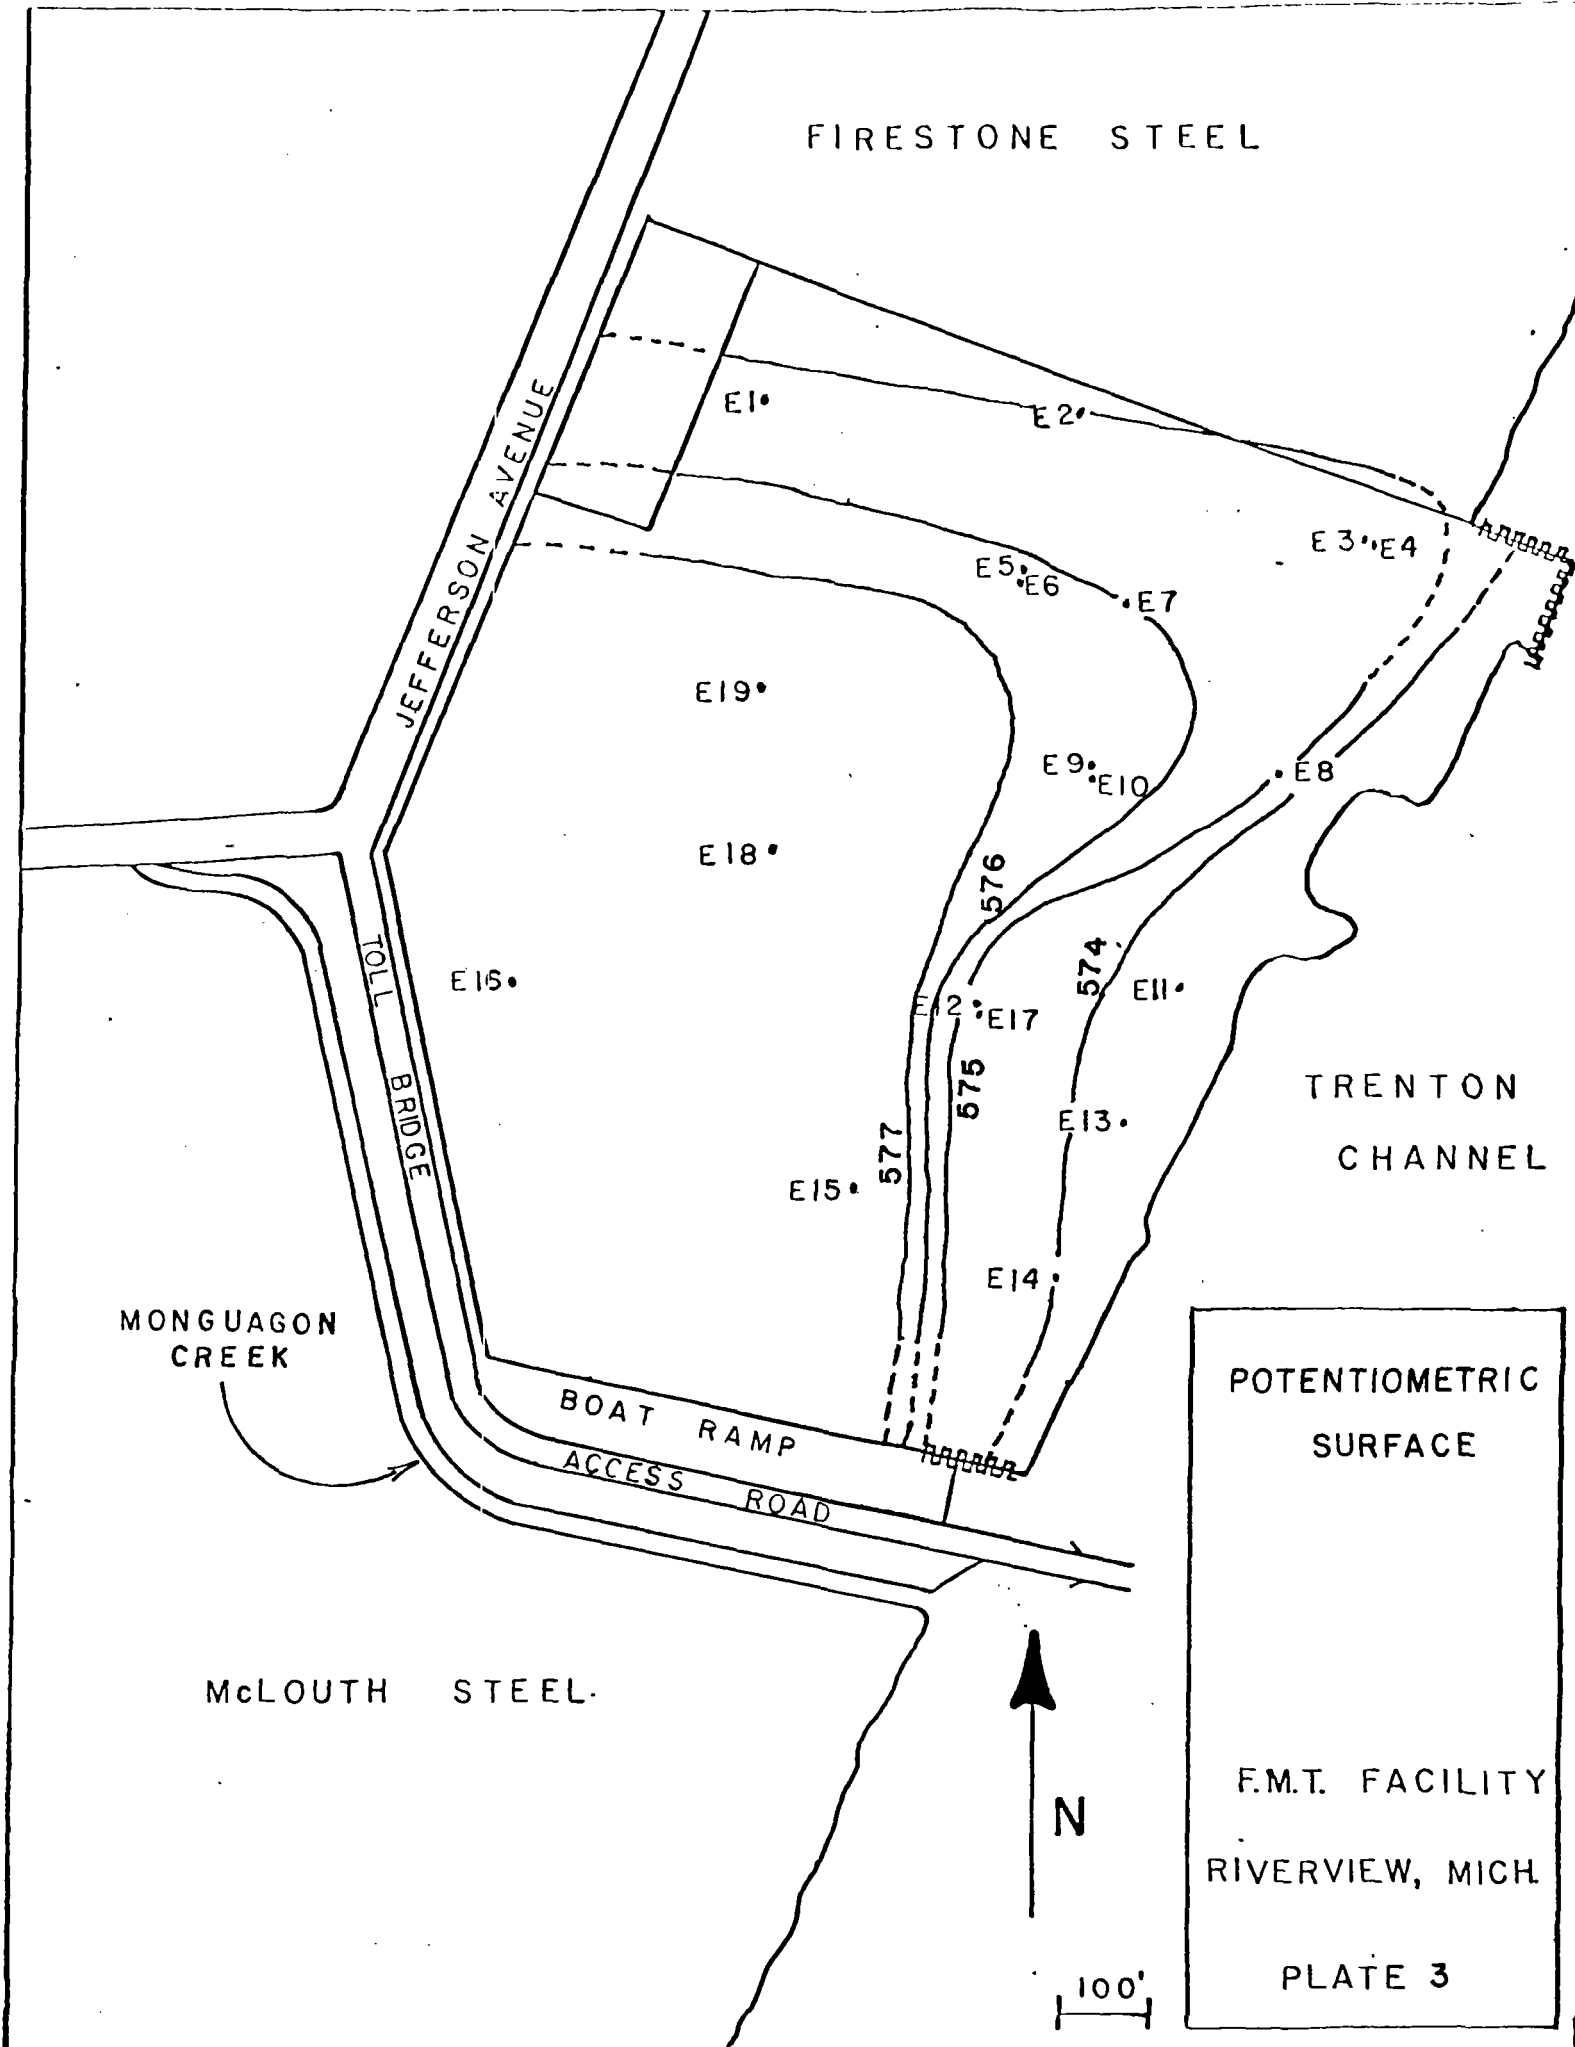 FIRESTONE STEEL
JEFFERSON AVENUE
E1
E2
E3
E4
E5
E6
E7
E19
E9
E10
E8
E18
576
574
E16
E11
E12
E17
575
TOLL BRIDGE
TRENTON
CHANNEL
E13
577
E15
E14
MONGUAGON
CREEK
BOAT RAMP
ACCESS ROAD
POTENTIOMETRIC
SURFACE
McLOUTH STEEL
N
F.M.T. FACILITY
RIVERVIEW, MICH.
PLATE 3
100'